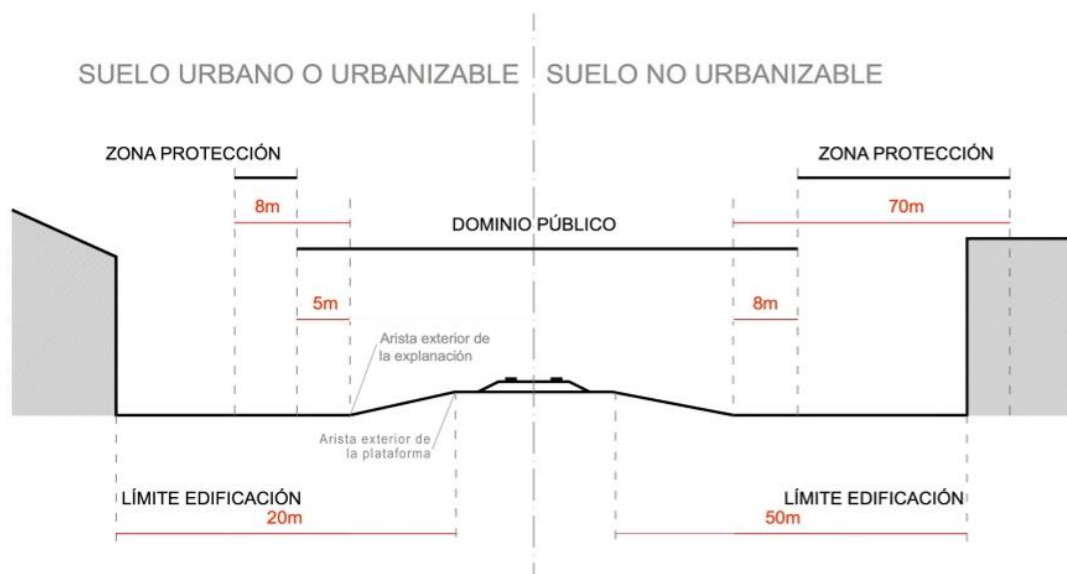 SUELO URBANO O URBANIZABLE
SUELO NO URBANIZABLE
ZONA PROTECCIÓN
ZONA PROTECCIÓN
8m
70m
DOMINIO PÚBLICO
5m
8m
Arista exterior de
la explanación
Arista exterior de
la plataforma
LÍMITE EDIFICACIÓN
LÍMITE EDIFICACIÓN
20m
50m